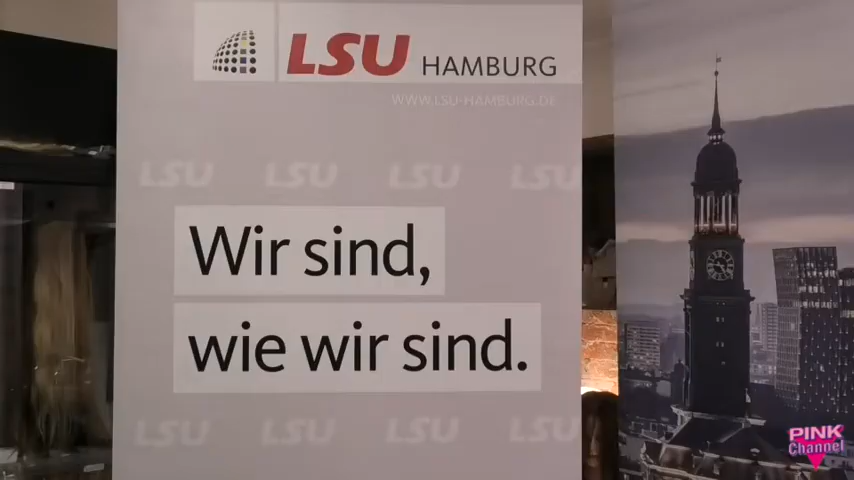 LSU HAMBURG
WWW.LSU-HAMBURG.DE
LSU LSU LSU LSU
Wir sind,
wie wir sind.
LSU LSU LSU LSU
PINK
Channel